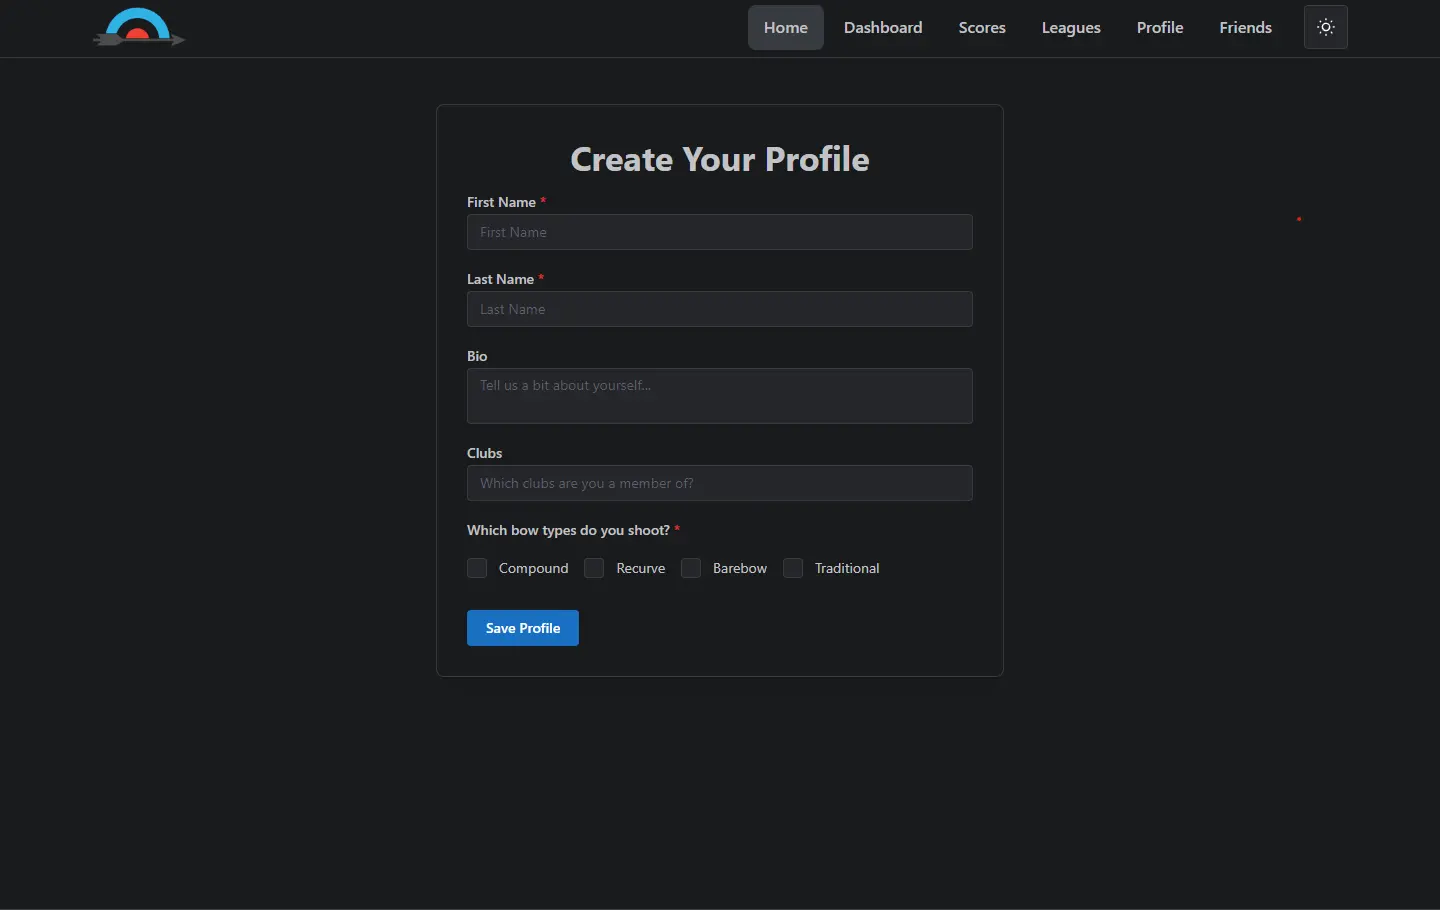 Home Dashboard Scores Leagues Profile Friends
Create Your Profile
First Name *
First Name
Last Name *
Last Name
Bio
Tell us a bit about yourself...
Clubs
Which clubs are you a member of?
Which bow types do you shoot? *
Compound Recurve Barebow Traditional
Save Profile